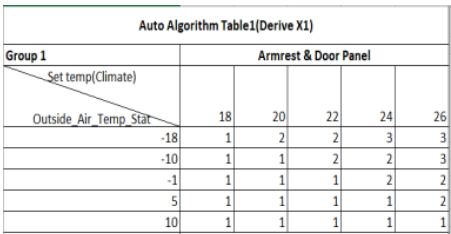 Auto Algorithm Table1(Derive X1)
Group 1 Armrest & Door Panel
Set temp(Climate)
Outside_Air_Temp_Stat 18 20 22 24 26
-18 1 2 2 3 3
-10 1 1 2 2 3
-1 1 1 1 2 2
5 1 1 1 1 2
10 1 1 1 1 1